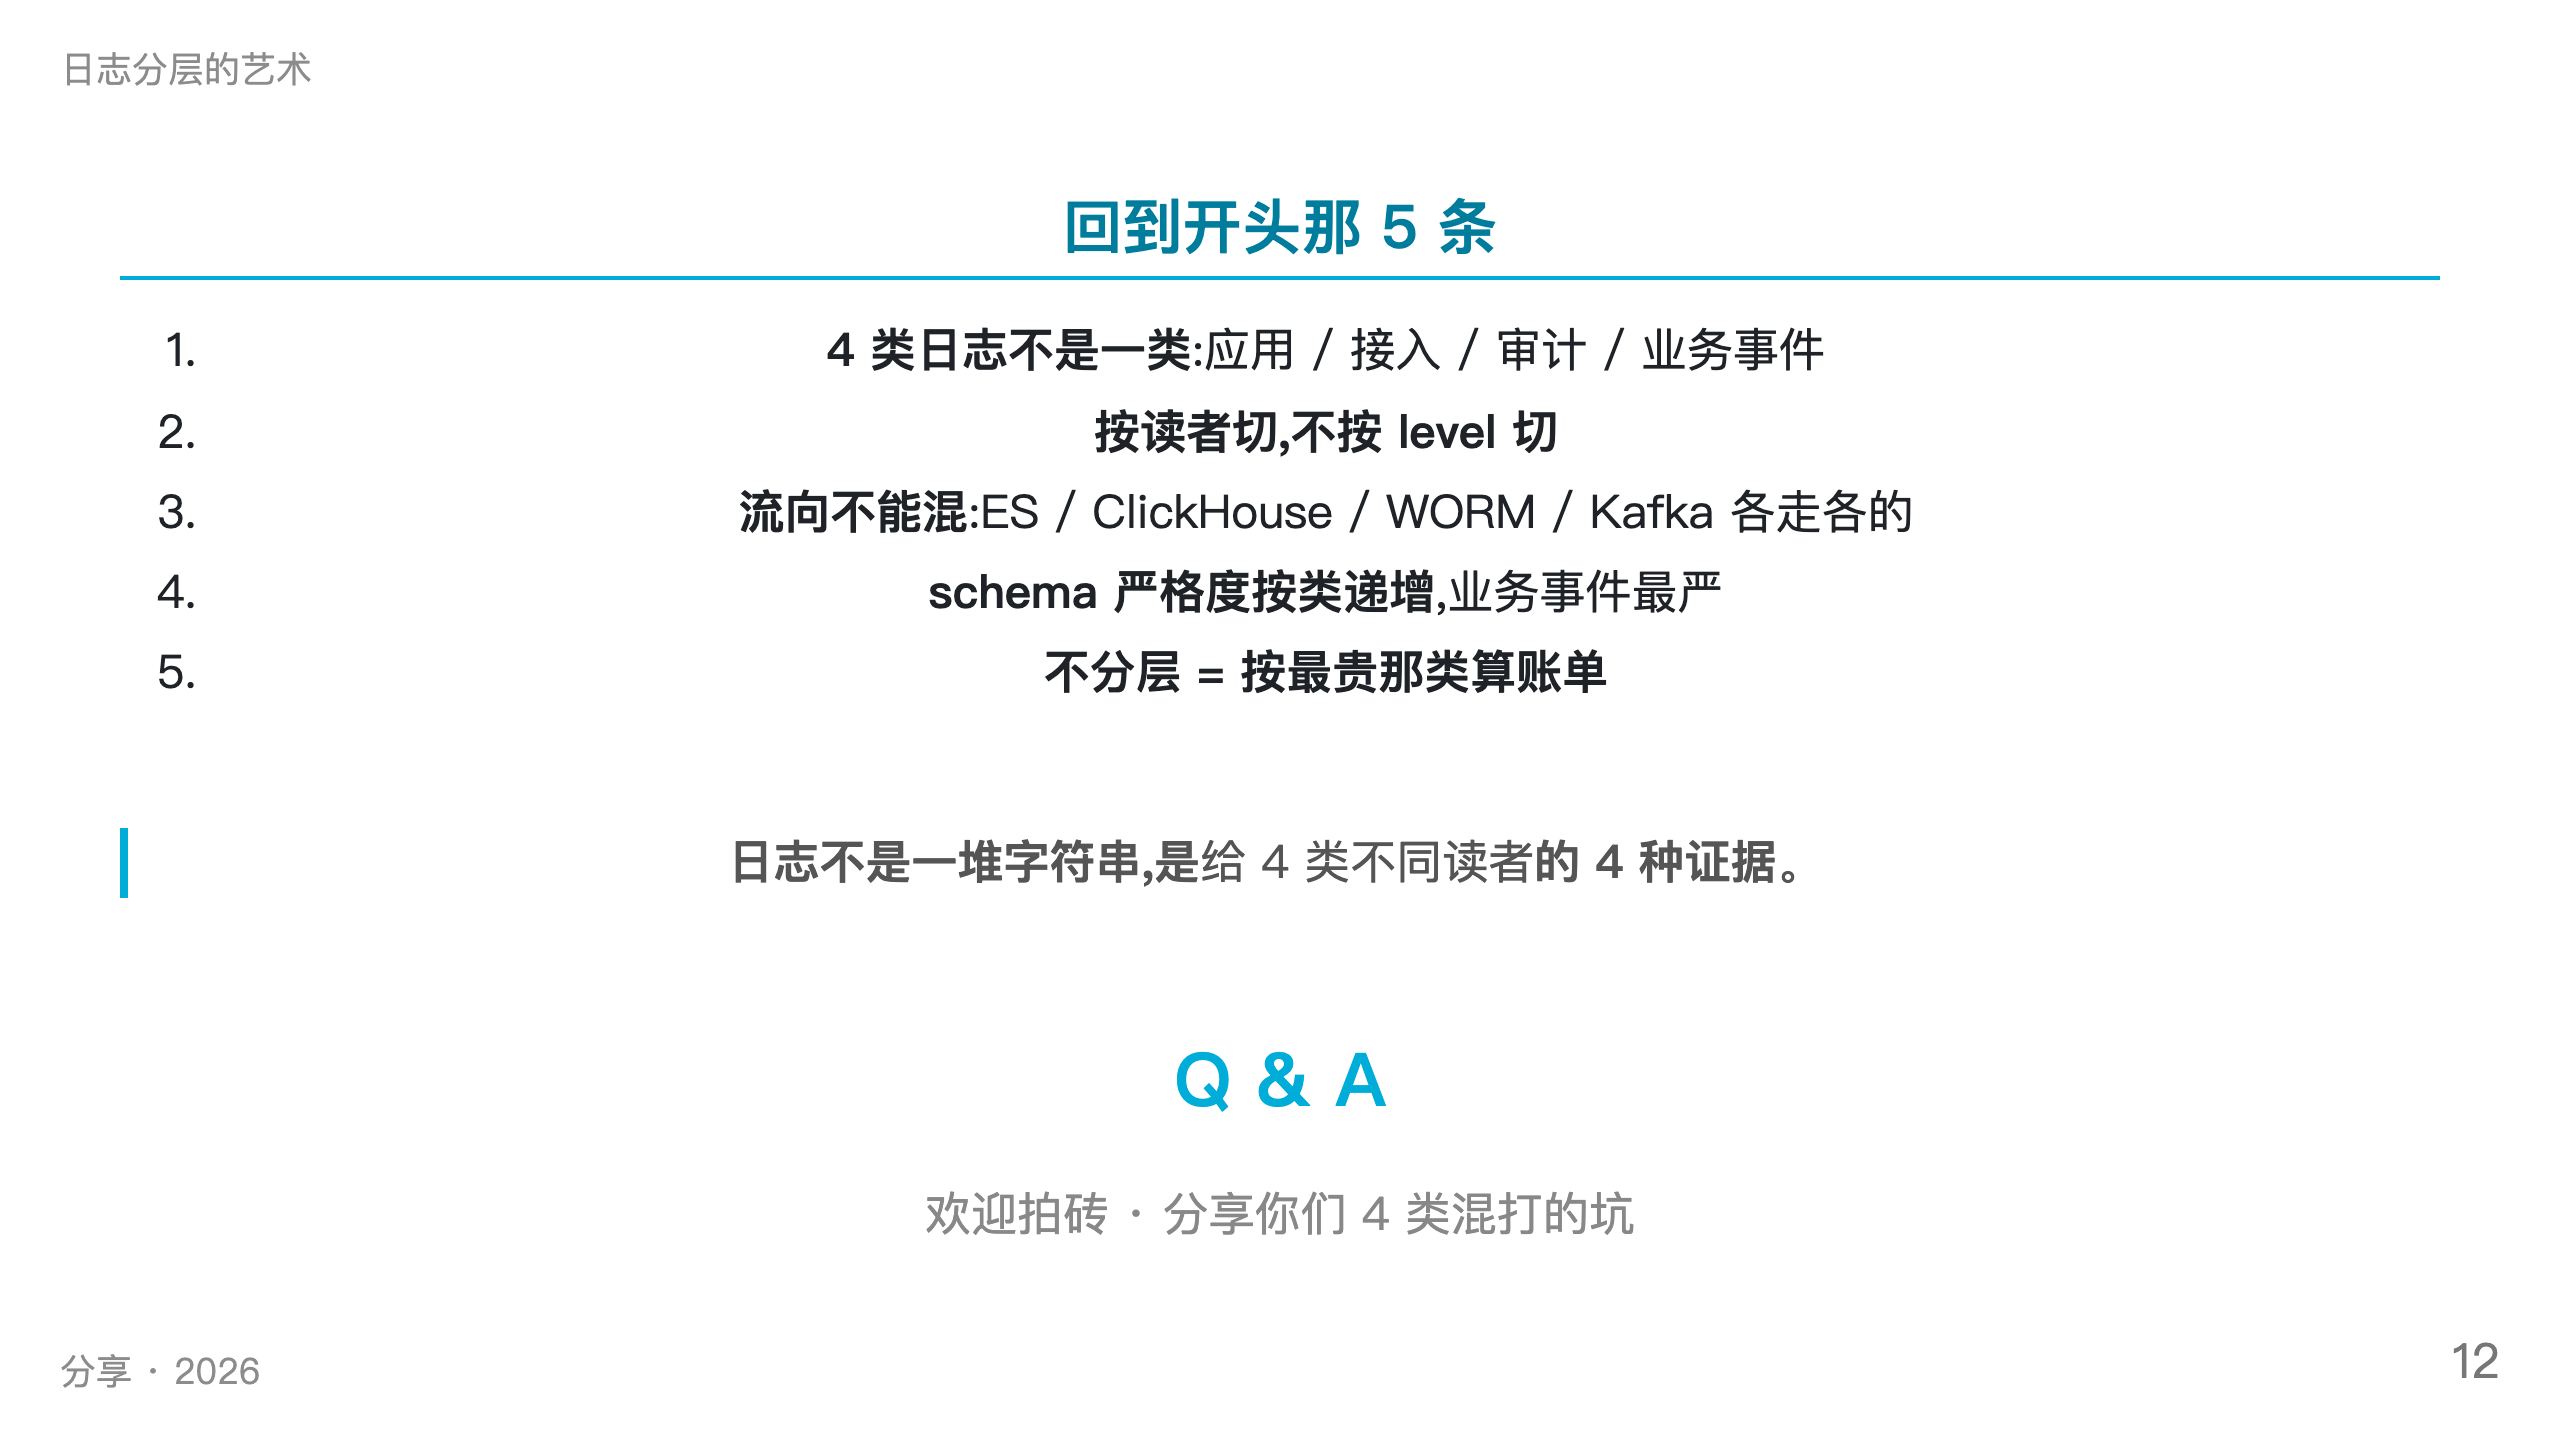 日志分层的艺术
回到开头那 5 条
1. 4 类日志不是一类:应用 / 接入 / 审计 / 业务事件
2. 按读者切,不按 level 切
3. 流向不能混:ES / ClickHouse / WORM / Kafka 各走各的
4. schema 严格度按类递增,业务事件最严
5. 不分层 = 按最贵那类算账单
日志不是一堆字符串,是给 4 类不同读者的 4 种证据。
Q & A
欢迎拍砖 · 分享你们 4 类混打的坑
分享 · 2026
12